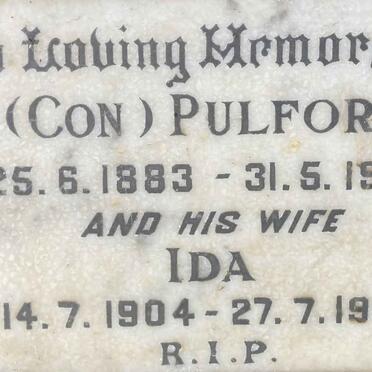 n Loving Memor
(CON) PULFOR
25.6.1883 - 31.5.19
AND HIS WIFE
IDA
14.7.1904 - 27.7.19
R.I.P.